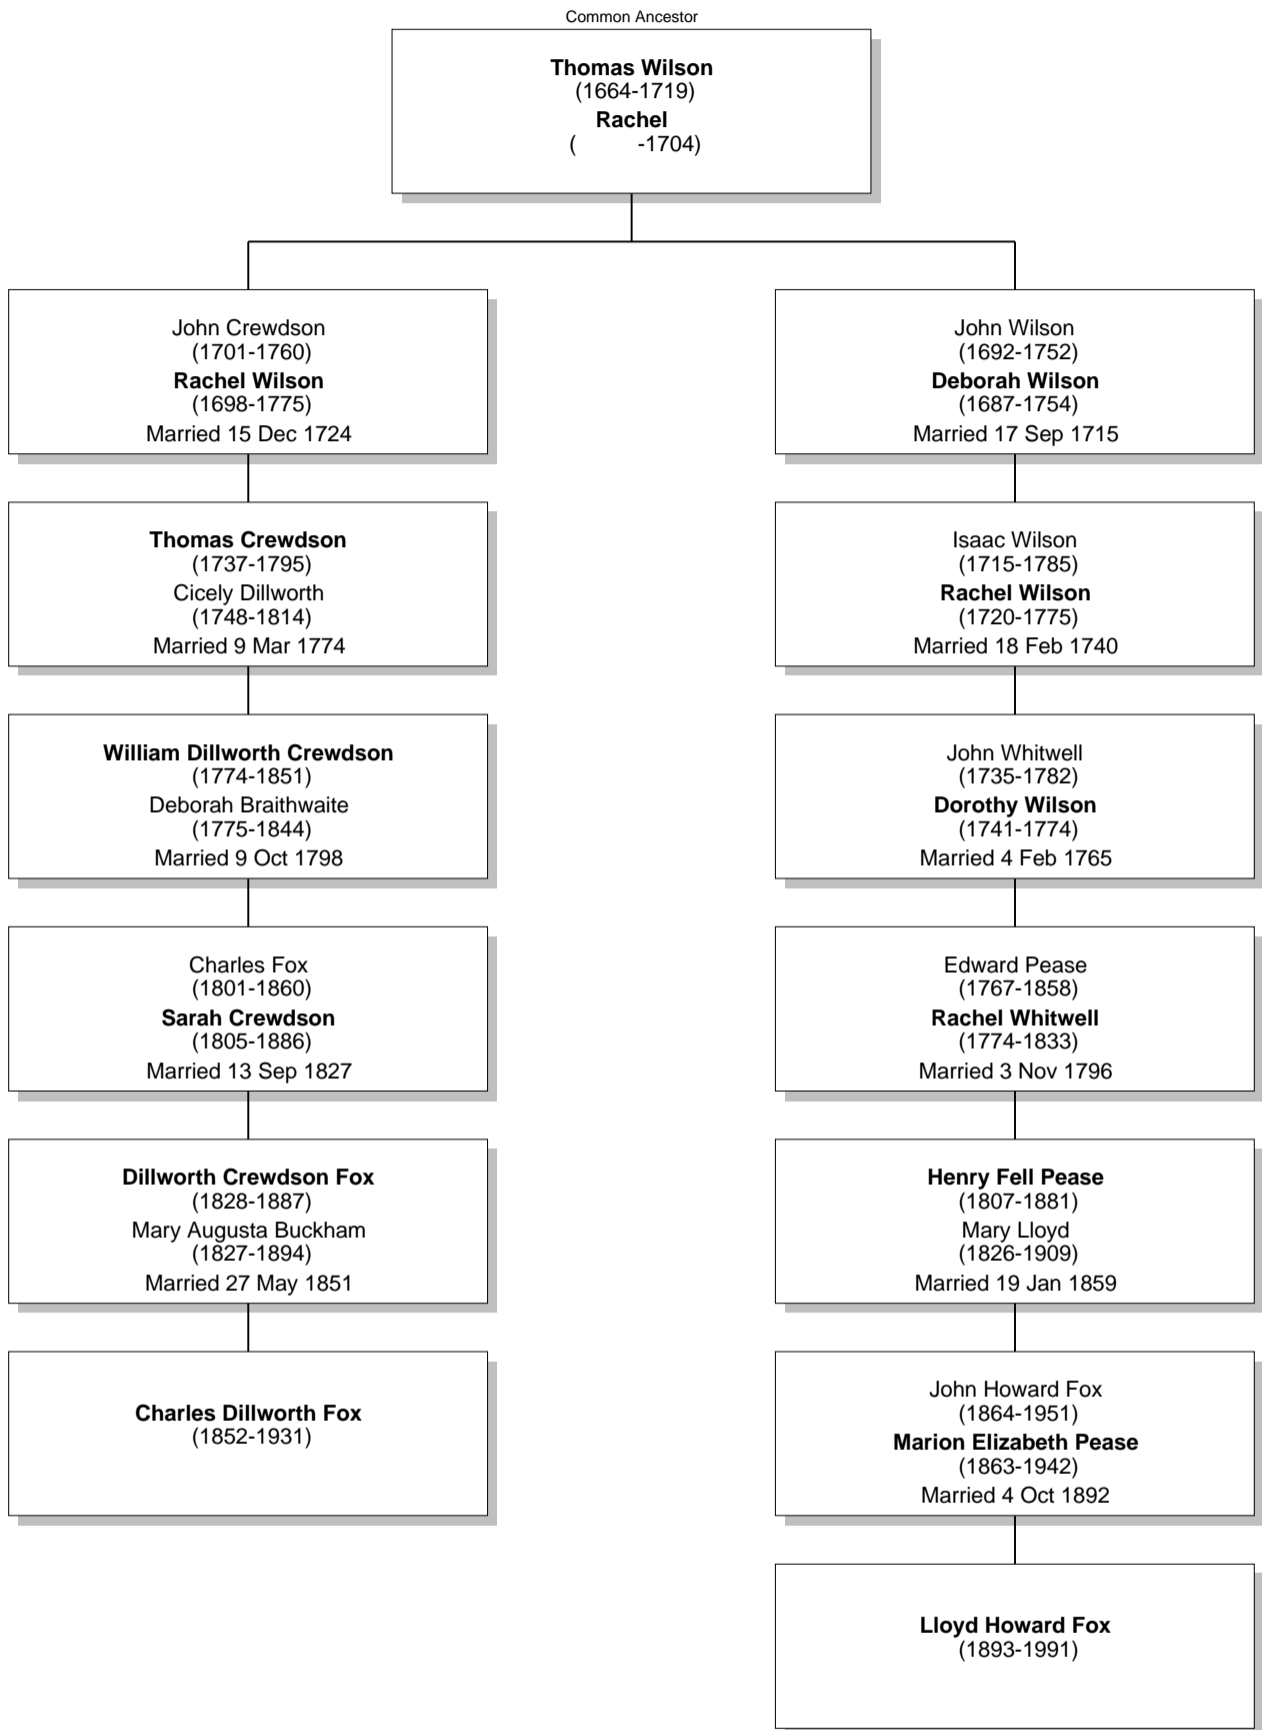 Common Ancestor
Thomas Wilson
(1664-1719)
Rachel
( -1704)
John Crewdson
(1701-1760)
Rachel Wilson
(1698-1775)
Married 15 Dec 1724
John Wilson
(1692-1752)
Deborah Wilson
(1687-1754)
Married 17 Sep 1715
Thomas Crewdson
(1737-1795)
Cicely Dillworth
(1748-1814)
Married 9 Mar 1774
Isaac Wilson
(1715-1785)
Rachel Wilson
(1720-1775)
Married 18 Feb 1740
William Dillworth Crewdson
(1774-1851)
Deborah Braithwaite
(1775-1844)
Married 9 Oct 1798
John Whitwell
(1735-1782)
Dorothy Wilson
(1741-1774)
Married 4 Feb 1765
Charles Fox
(1801-1860)
Sarah Crewdson
(1805-1886)
Married 13 Sep 1827
Edward Pease
(1767-1858)
Rachel Whitwell
(1774-1833)
Married 3 Nov 1796
Dillworth Crewdson Fox
(1828-1887)
Mary Augusta Buckham
(1827-1894)
Married 27 May 1851
Henry Fell Pease
(1807-1881)
Mary Lloyd
(1826-1909)
Married 19 Jan 1859
Charles Dillworth Fox
(1852-1931)
John Howard Fox
(1864-1951)
Marion Elizabeth Pease
(1863-1942)
Married 4 Oct 1892
Lloyd Howard Fox
(1893-1991)